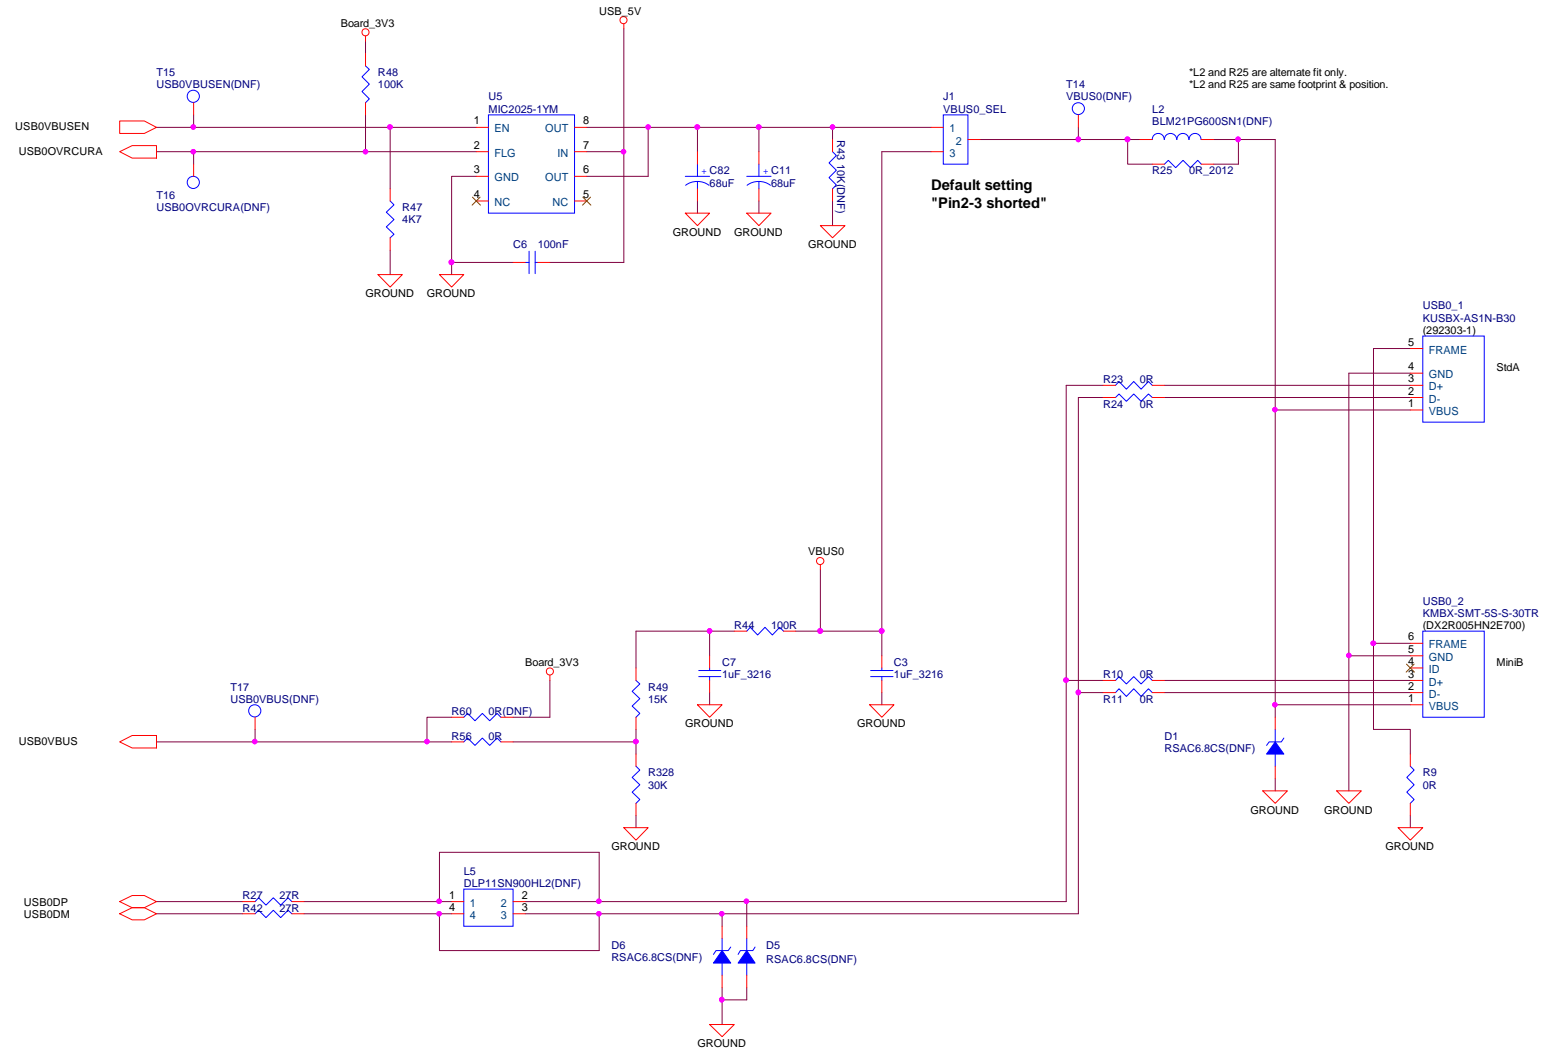 USB_5V
Board_3V3
T15
USB0VBUSEN(DNF)
R48
100K
*L2 and R25 are alternate fit only.
*L2 and R25 are same footprint & position.
T14
VBUS0(DNF)
U5
MIC2025-1YM
J1
VBUS0_SEL
L2
BLM21PG600SN1(DNF)
USB0VBUSEN
1 EN OUT 8
USB0OVRCURA
2 FLG IN 7
3 GND OUT 6
4 NC NC 5
1
2
3
R25 0R_2012
T16
USB0OVRCURA(DNF)
R47
4K7
C82
68uF
C11
68uF
R43 10K(DNF)
Default setting
"Pin2-3 shorted"
GROUND
GROUND
GROUND
C6 100nF
GROUND
GROUND
USB0_1
KUSBX-AS1N-B30
(292303-1)
5 FRAME
4 GND
3 D+
2 D-
1 VBUS
StdA
R23 0R
R24 0R
VBUS0
USB0_2
KMBX-SMT-5S-S-30TR
(DX2R005HN2E700)
6 FRAME
5 GND
4 ID
3 D+
2 D-
1 VBUS
MiniB
R44 100R
C7
1uF_3216
C3
1uF_3216
Board_3V3
R10 0R
R11 0R
T17
USB0VBUS(DNF)
R49
15K
R60 0R(DNF)
GROUND
GROUND
USB0VBUS
R56 0R
D1
RSAC6.8CS(DNF)
R328
30K
R9
0R
GROUND
GROUND
GROUND
GROUND
L5
DLP11SN900HL2(DNF)
USB0DP
R27 27R
1 1 2 2
USB0DM
R42 27R
4 4 3 3
D6
RSAC6.8CS(DNF)
D5
RSAC6.8CS(DNF)
GROUND